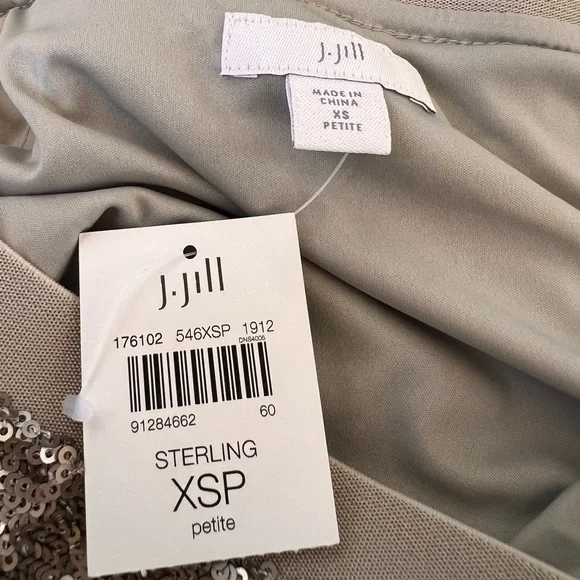 J.Jill
MADE IN
CHINA
XS
PETITE
J.Jill
176102 546XSP 1912
DNS4006
91284662 60
STERLING
XSP
petite